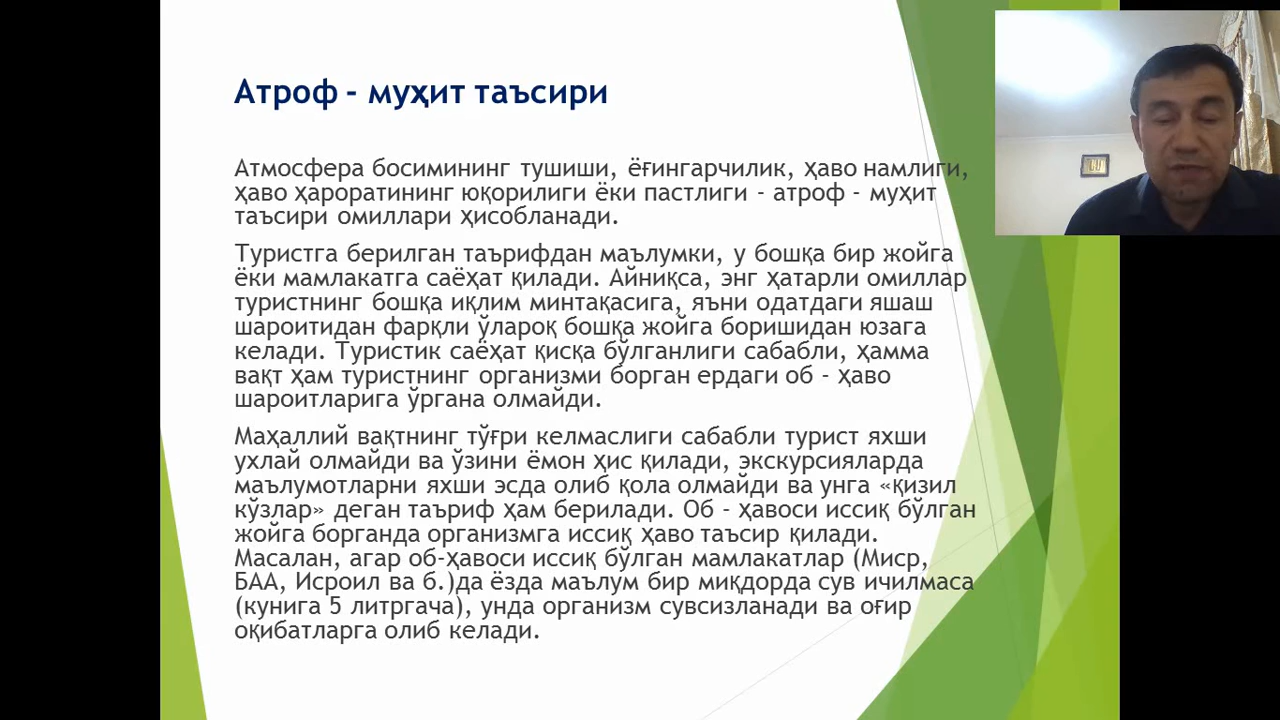 Атроф - муҳит таъсири
Атмосфера босимининг тушиши, ёғингарчилик, ҳаво намлиги,
ҳаво ҳароратининг юқорилиги ёки пастлиги - атроф - муҳит
таъсири омиллари ҳисобланади.
Туристга берилган таърифдан маълумки, у бошқа бир жойга
ёки мамлакатга саёҳат қилади. Айниқса, энг ҳатарли омиллар
туристнинг бошқа иқлим минтақасига, яъни одатдаги яшаш
шароитидан фарқли ўлароқ бошқа жойга боришидан юзага
келади. Туристик саёҳат қисқа бўлганлиги сабабли, ҳамма
вақт ҳам туристнинг организми борган ердаги об - ҳаво
шароитларига ўргана олмайди.
Маҳаллий вақтнинг тўғри келмаслиги сабабли турист яхши
ухлай олмайди ва ўзини ёмон ҳис қилади, экскурсияларда
маълумотларни яхши эсда олиб қола олмайди ва унга «қизил
кўзлар» деган таъриф ҳам берилади. Об - ҳавоси иссиқ бўлган
жойга борганда организмга иссиқ ҳаво таъсир қилади.
Масалан, агар об-ҳавоси иссиқ бўлган мамлакатлар (Миср,
БАА, Исроил ва б.)да ёзда маълум бир миқдорда сув ичилмаса
(кунига 5 литргача), унда организм сувсизланади ва оғир
оқибатларга олиб келади.